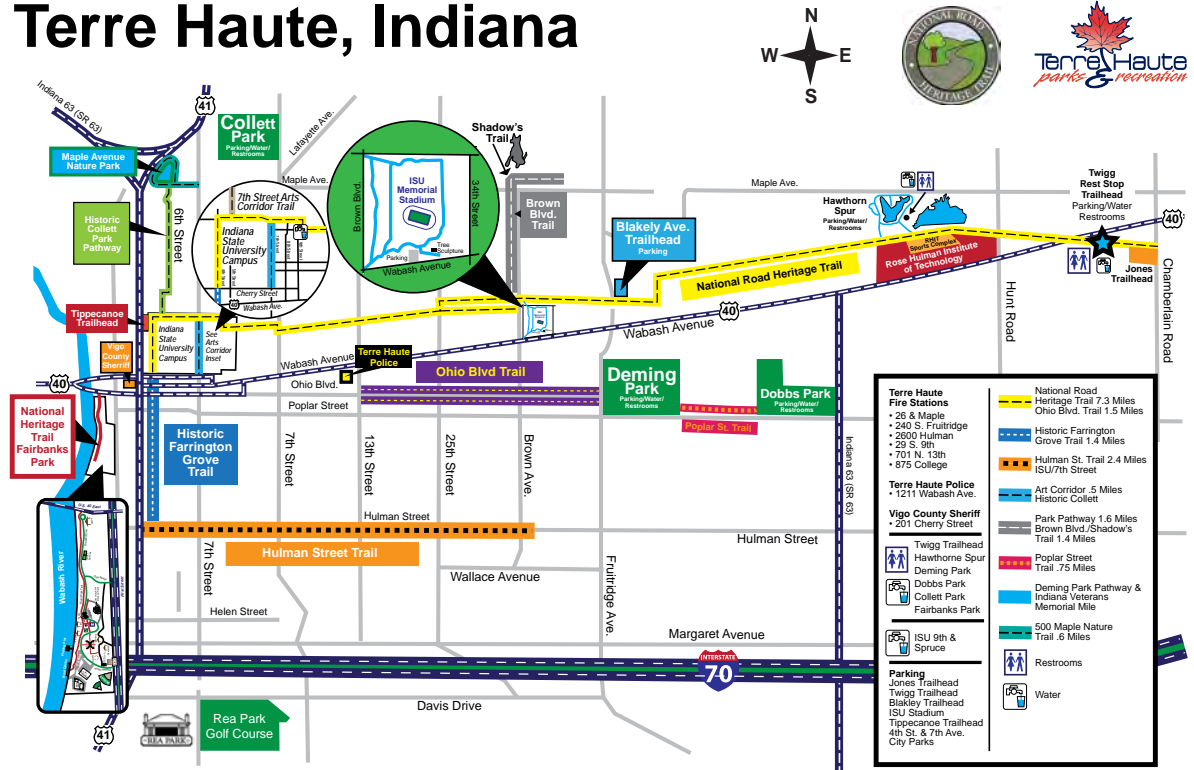 Terre Haute, Indiana
N
W
E
S
NATIONAL ROAD
HERITAGE TRAIL
Terre Haute
parks & recreation
Indiana 63 (SR 63)
41
Collett
Park
Parking/Water/
Restrooms
Lafayette Ave.
Maple Ave.
Shadow's
Trail
Maple Avenue
Nature Park
7th Street Arts
Corridor Trail
Indiana
State
University
Campus
Cherry Street
40
Wabash Ave.
Historic
Collett
Park
Pathway
6th Street
ISU
Memorial
Stadium
Brown Blvd.
34th Street
Parking
Tree
Sculpture
Wabash Avenue
Brown
Blvd.
Trail
Blakely Ave.
Trailhead
Parking
Maple Ave.
Hawthorn
Spur
Parking/Water/
Restrooms
Twigg
Rest Stop
Trailhead
Parking/Water
Restrooms
40
RHIT
Sports Complex
Rose Hulman Institute
of Technology
National Road Heritage Trail
Jones
Trailhead
Hunt Road
Chamberlain Road
Tippecanoe
Trailhead
Indiana
State
University
Campus
See
Arts
Corridor
Inset
Vigo
County
Sherriff
40
Wabash Avenue
Terre Haute
Police
Wabash Avenue
40
Ohio Blvd.
Ohio Blvd Trail
Poplar Street
Deming
Park
Parking/Water/
Restrooms
Dobbs Park
Parking/Water/
Restrooms
Poplar St. Trail
National
Heritage
Trail
Fairbanks
Park
Historic
Farrington
Grove
Trail
7th Street
13th Street
25th Street
Brown Ave.
Indiana 63 (SR 63)
Hulman Street
Hulman Street
Hulman Street Trail
Wallace Avenue
7th Street
Fruitridge Ave.
Helen Street
Margaret Avenue
INTERSTATE
70
Wabash River
Davis Drive
41
REA PARK
Rea Park
Golf Course
Terre Haute
Fire Stations
• 26 & Maple
• 240 S. Fruitridge
• 2600 Hulman
• 29 S. 9th
• 701 N. 13th
• 875 College
Terre Haute Police
• 1211 Wabash Ave.
Vigo County Sheriff
• 201 Cherry Street
Twigg Trailhead
Hawthorne Spur
Deming Park
Dobbs Park
Collett Park
Fairbanks Park
ISU 9th &
Spruce
Parking
Jones Trailhead
Twigg Trailhead
Blakley Trailhead
ISU Stadium
Tippecanoe Trailhead
4th St. & 7th Ave.
City Parks
National Road
Heritage Trail 7.3 Miles
Ohio Blvd. Trail 1.5 Miles
Historic Farrington
Grove Trail 1.4 Miles
Hulman St. Trail 2.4 Miles
ISU/7th Street
Art Corridor .5 Miles
Historic Collett
Park Pathway 1.6 Miles
Brown Blvd./Shadow's
Trail 1.4 Miles
Poplar Street
Trail .75 Miles
Deming Park Pathway &
Indiana Veterans
Memorial Mile
500 Maple Nature
Trail .6 Miles
Restrooms
Water